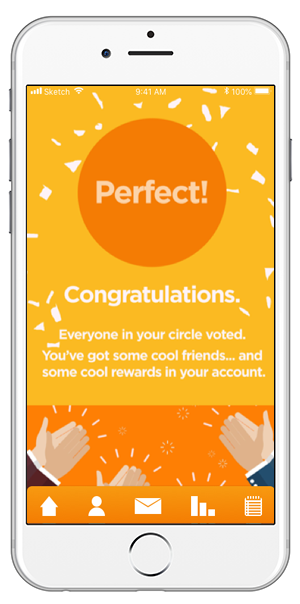 Sketch 9:41 AM 100%
Perfect!
Congratulations.
Everyone in your circle voted.
You've got some cool friends... and
some cool rewards in your account.